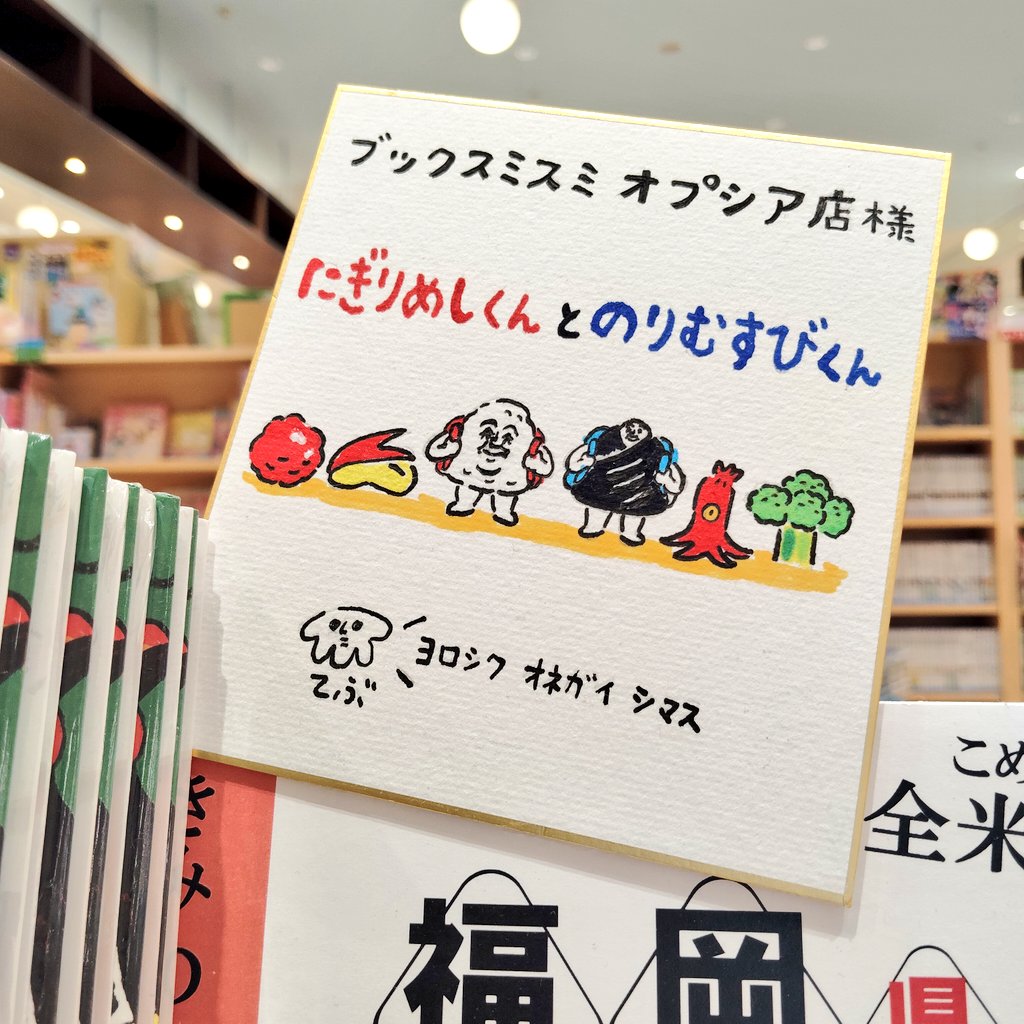 ブックスミスミ オプシア店様
にぎりめしくんとのりむすびくん
ヨロシク オネガイ シマス
てぃぶ
こめ
全米
福岡県